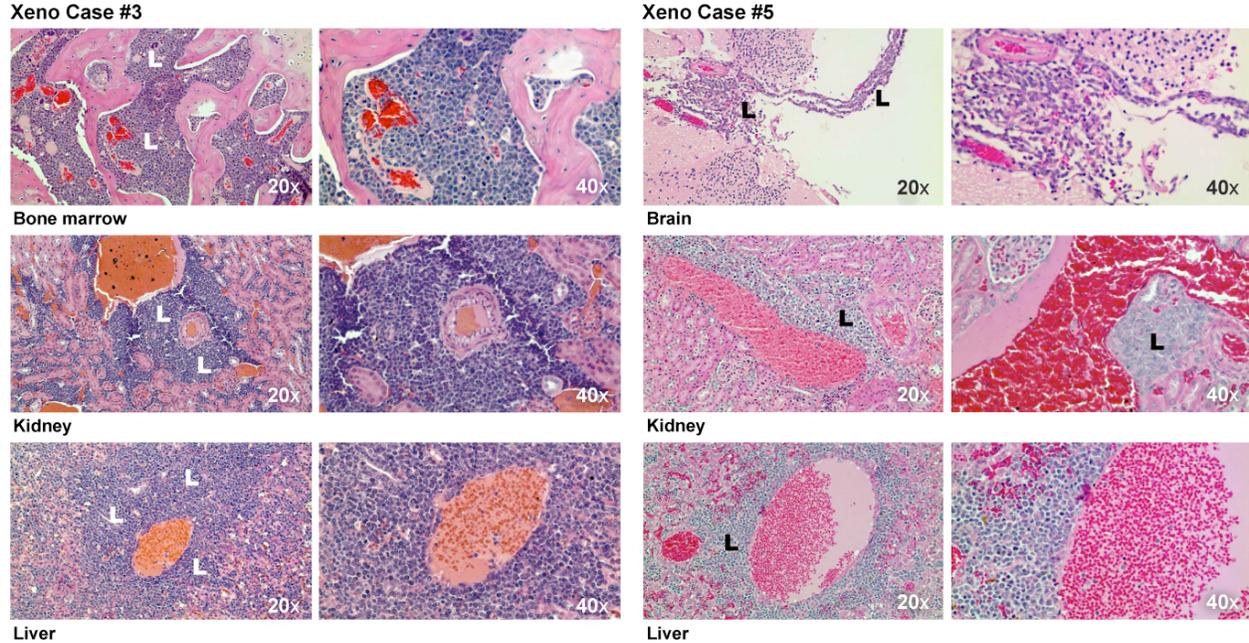 Xeno Case #3
Xeno Case #5
L
L
20x
40x
L
L
20x
40x
Bone marrow
Brain
L
L
20x
40x
L
20x
L
40x
Kidney
Kidney
L
L
L
20x
40x
L
20x
40x
Liver
Liver